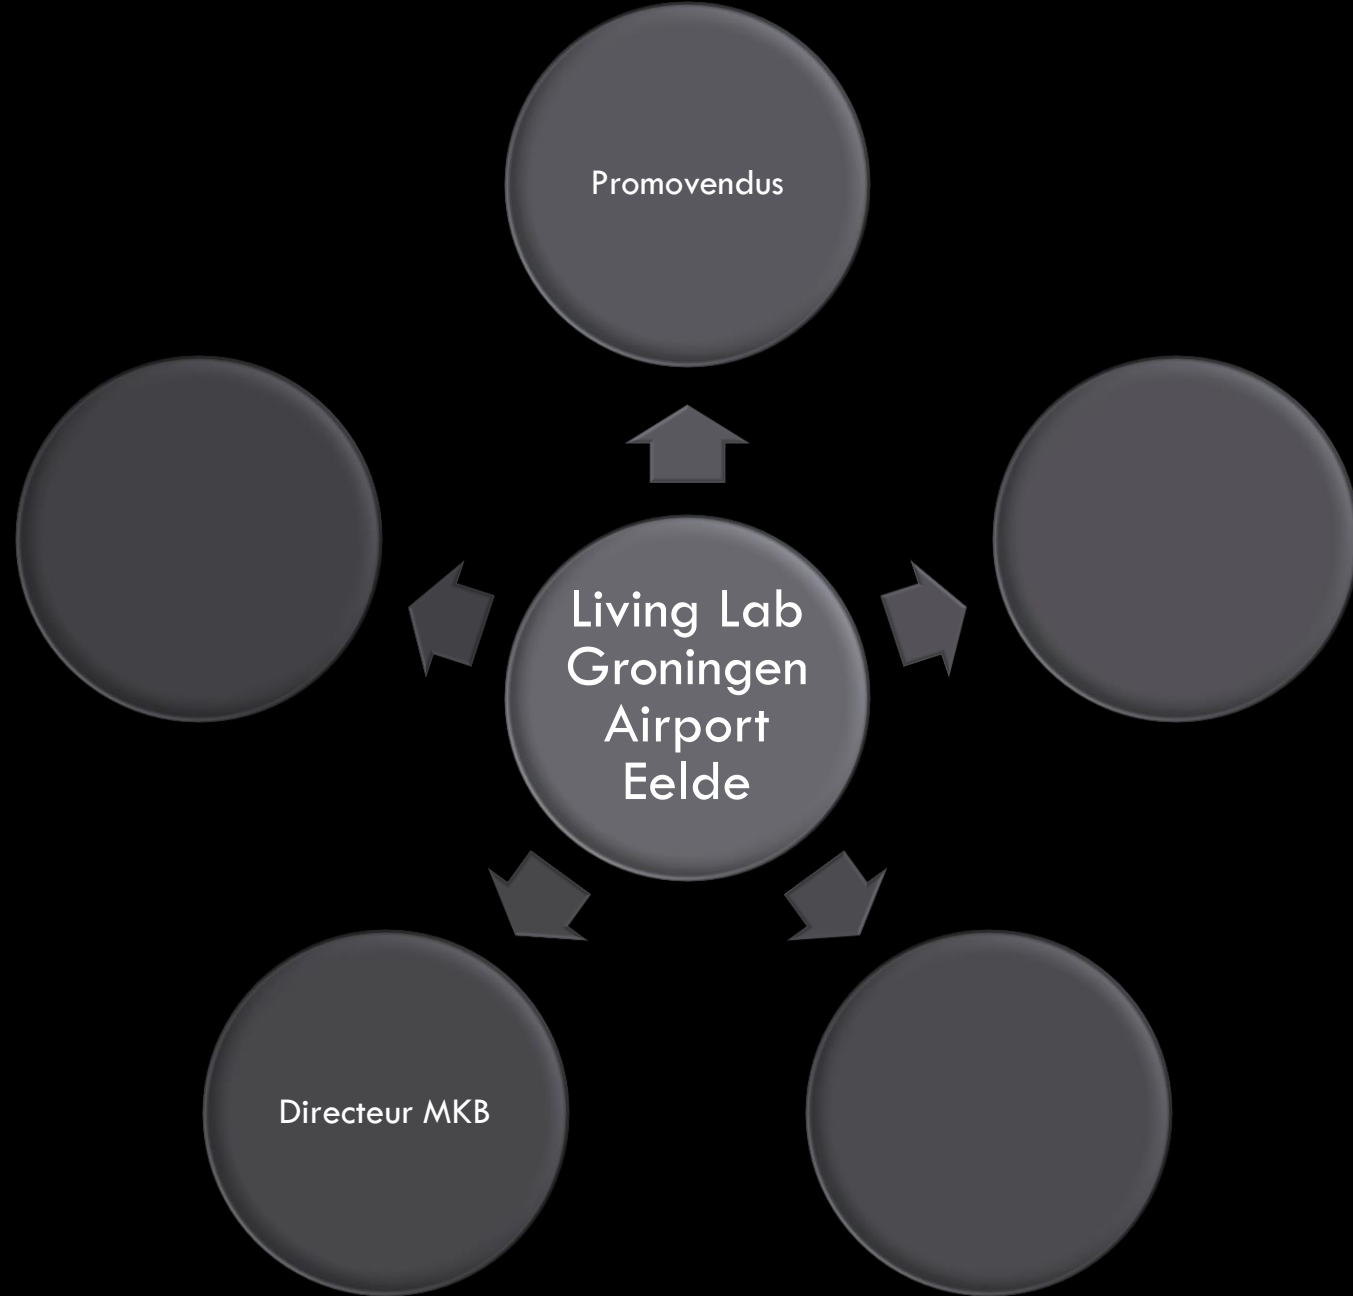 Promovendus
Living Lab
Groningen
Airport
Eelde
Directeur MKB